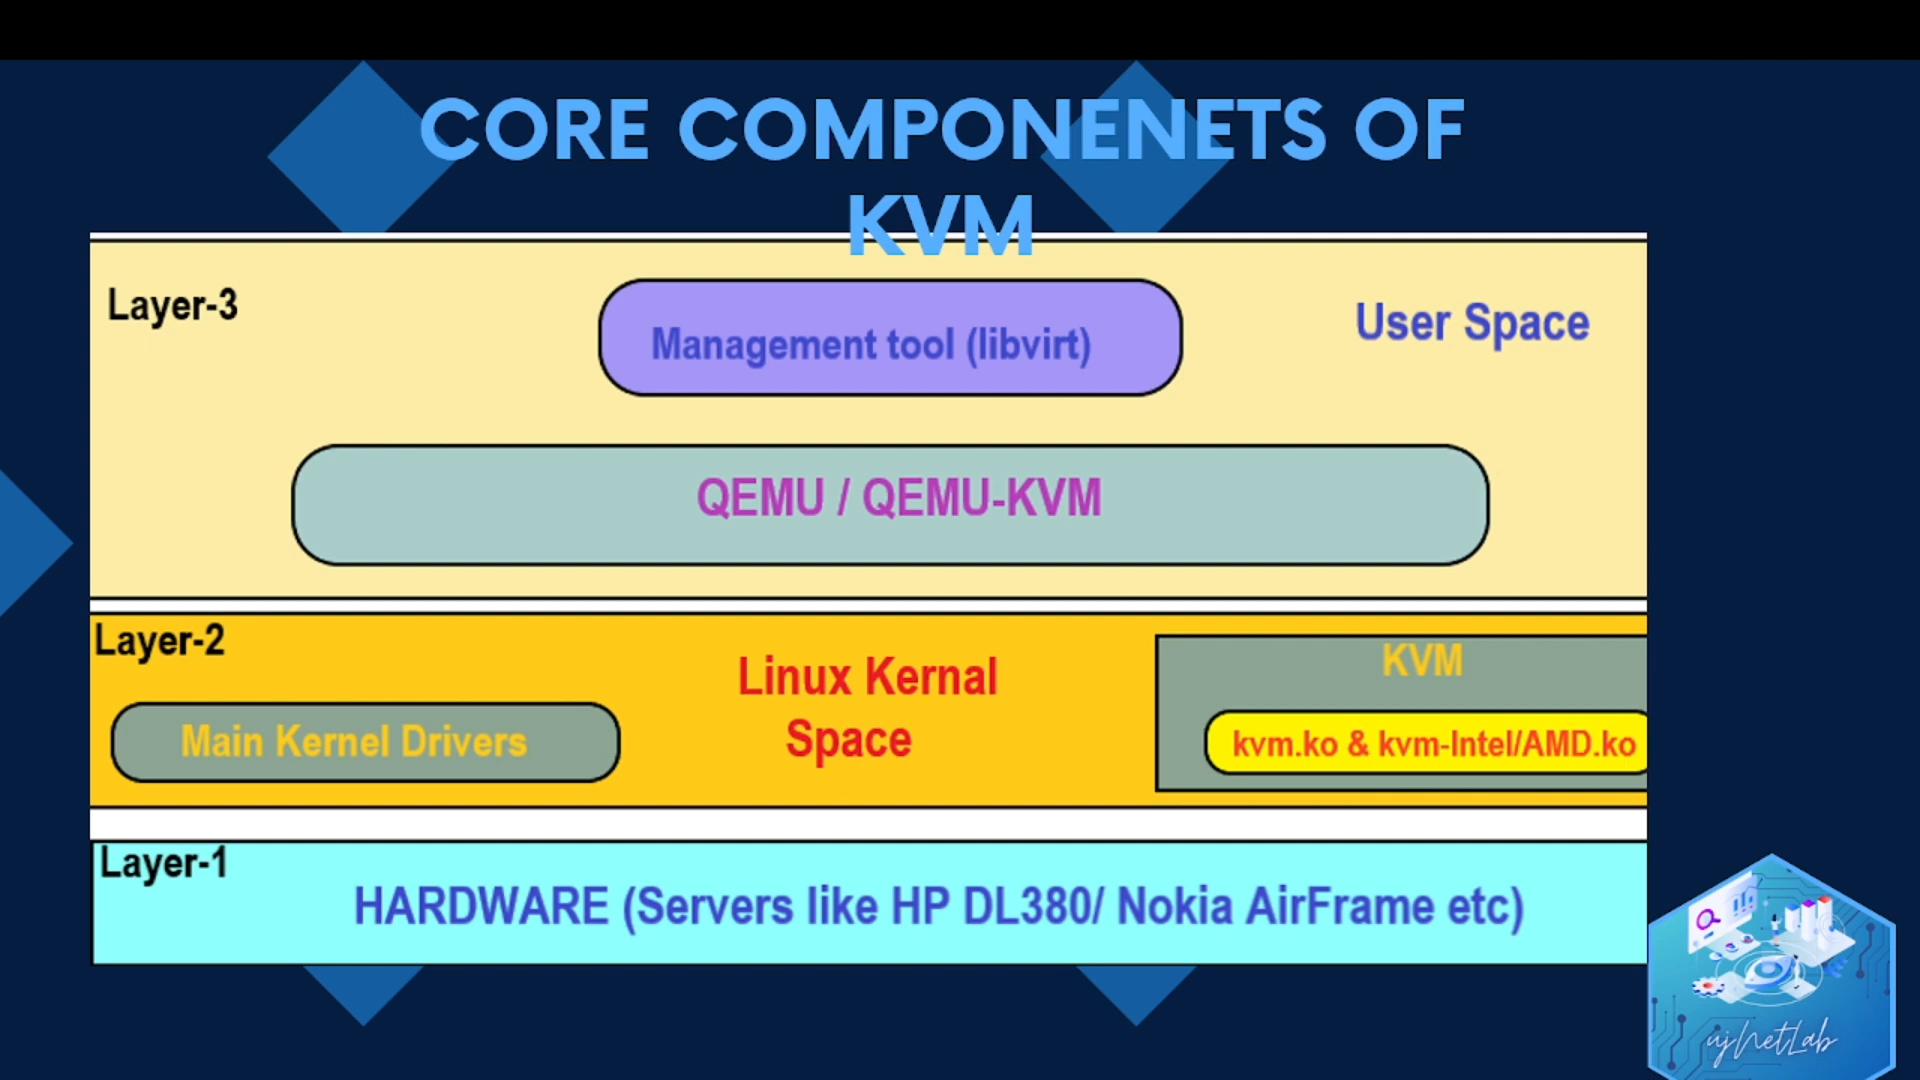 CORE COMPONENETS OF
KVM
Layer-3
Management tool (libvirt)
User Space
QEMU / QEMU-KVM
Layer-2
Linux Kernal
Space
KVM
Main Kernel Drivers
kvm.ko & kvm-Intel/AMD.ko
Layer-1
HARDWARE (Servers like HP DL380/ Nokia AirFrame etc)
ajNetLab